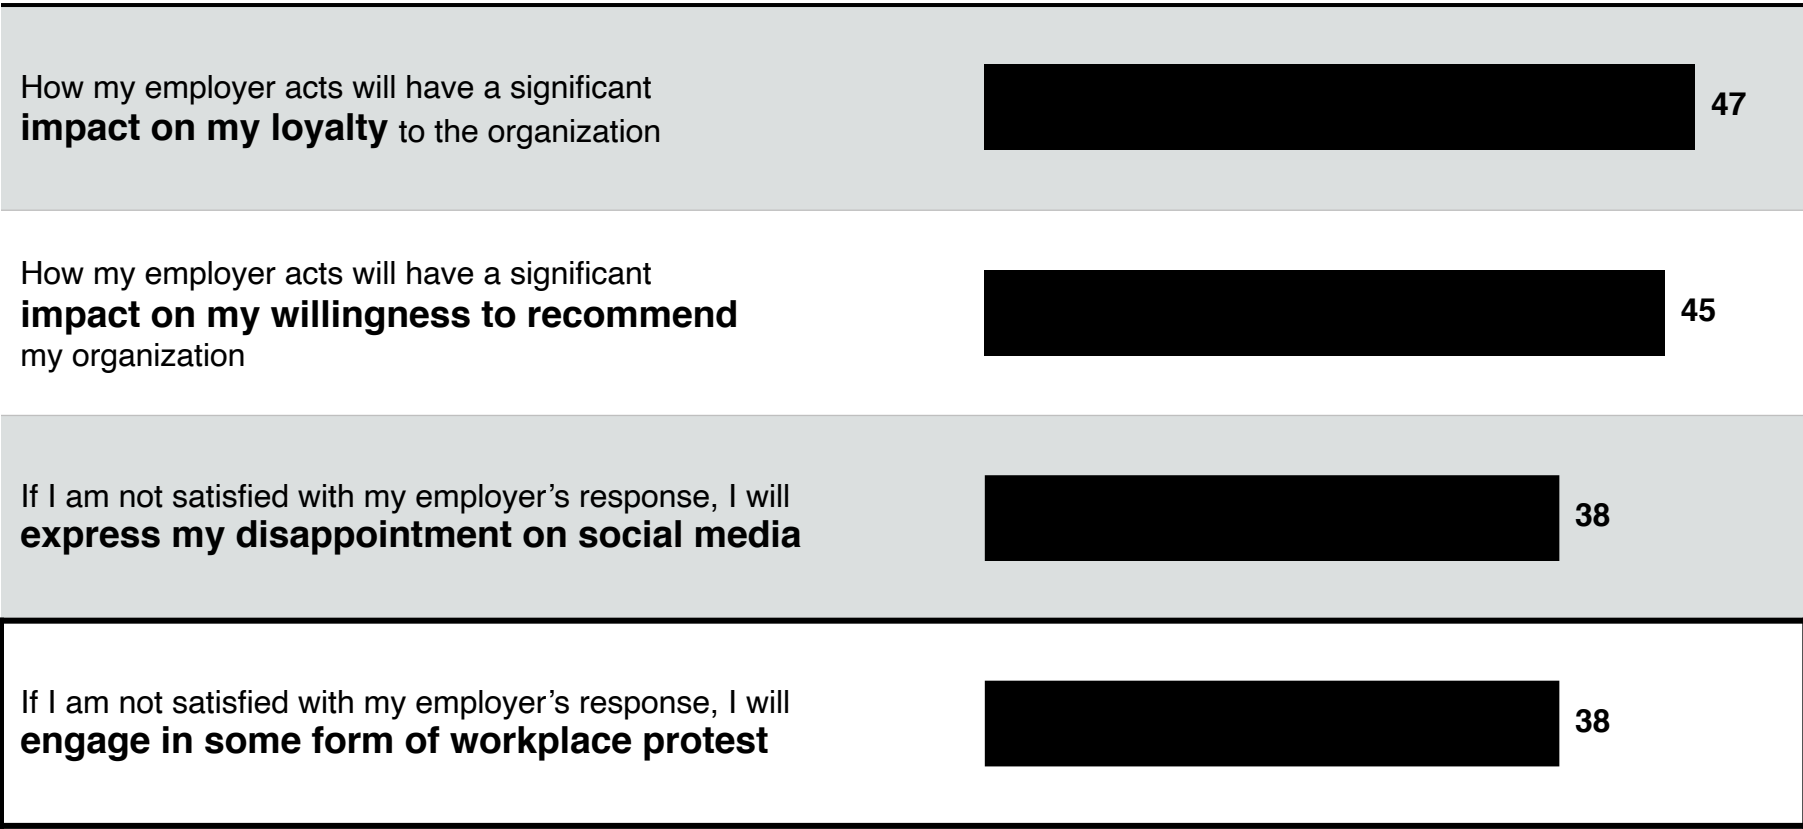 How my employer acts will have a significant
impact on my loyalty to the organization
47
How my employer acts will have a significant
impact on my willingness to recommend
my organization
45
If I am not satisfied with my employer’s response, I will
express my disappointment on social media
38
If I am not satisfied with my employer’s response, I will
engage in some form of workplace protest
38